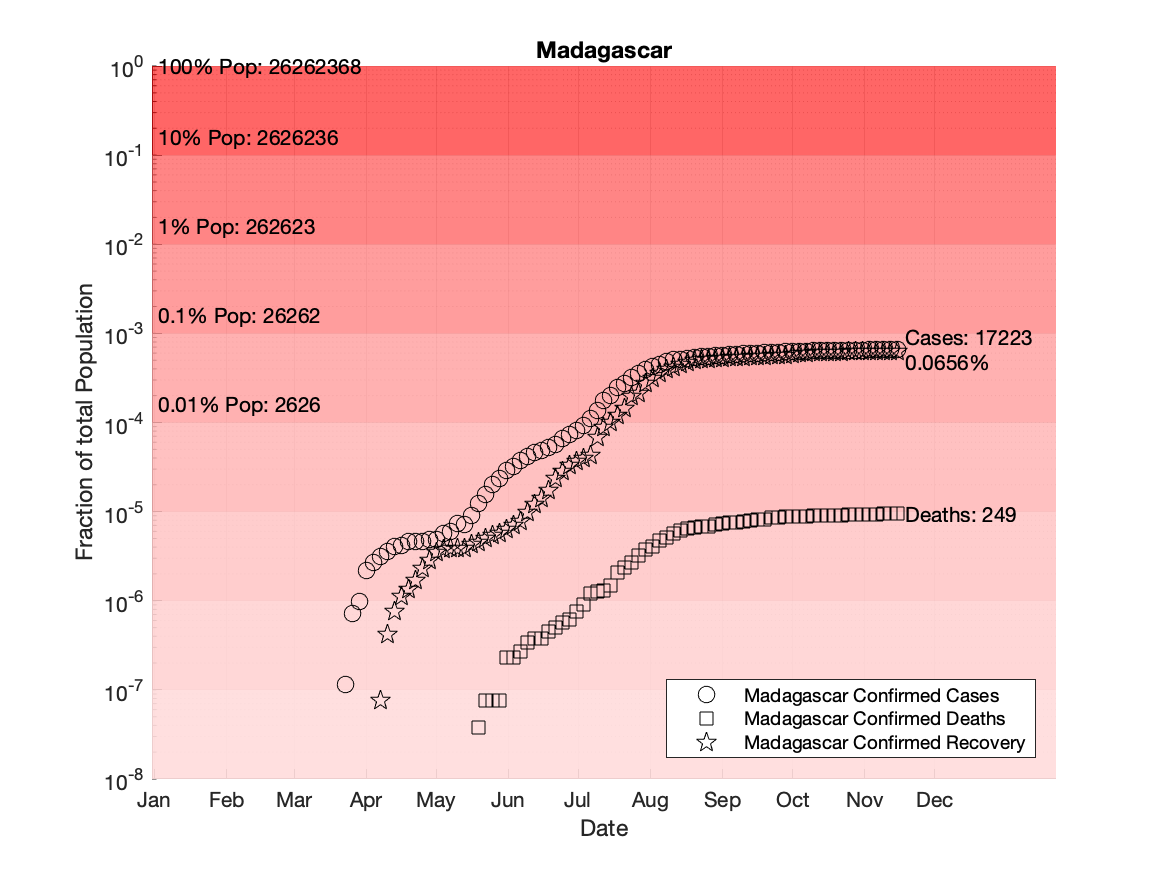 Madagascar
10^0
100% Pop: 26262368
10% Pop: 2626236
10^-1
1% Pop: 262623
10^-2
0.1% Pop: 26262
10^-3
Cases: 17223
0.0656%
0.01% Pop: 2626
10^-4
10^-5
Deaths: 249
10^-6
10^-7
10^-8
Fraction of total Population
Madagascar Confirmed Cases
Madagascar Confirmed Deaths
Madagascar Confirmed Recovery
Jan Feb Mar Apr May Jun Jul Aug Sep Oct Nov Dec
Date